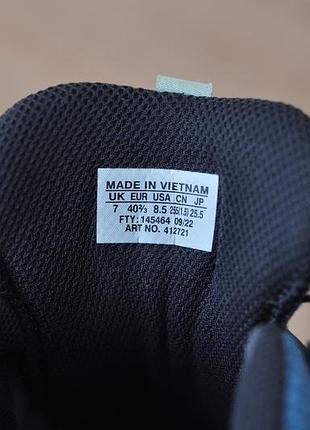 MADE IN VIETNAM
UK EUR USA CN JP
7 40⅔ 8.5 255(1.5) 25.5
FTY: 145464 09/22
ART NO. 412721